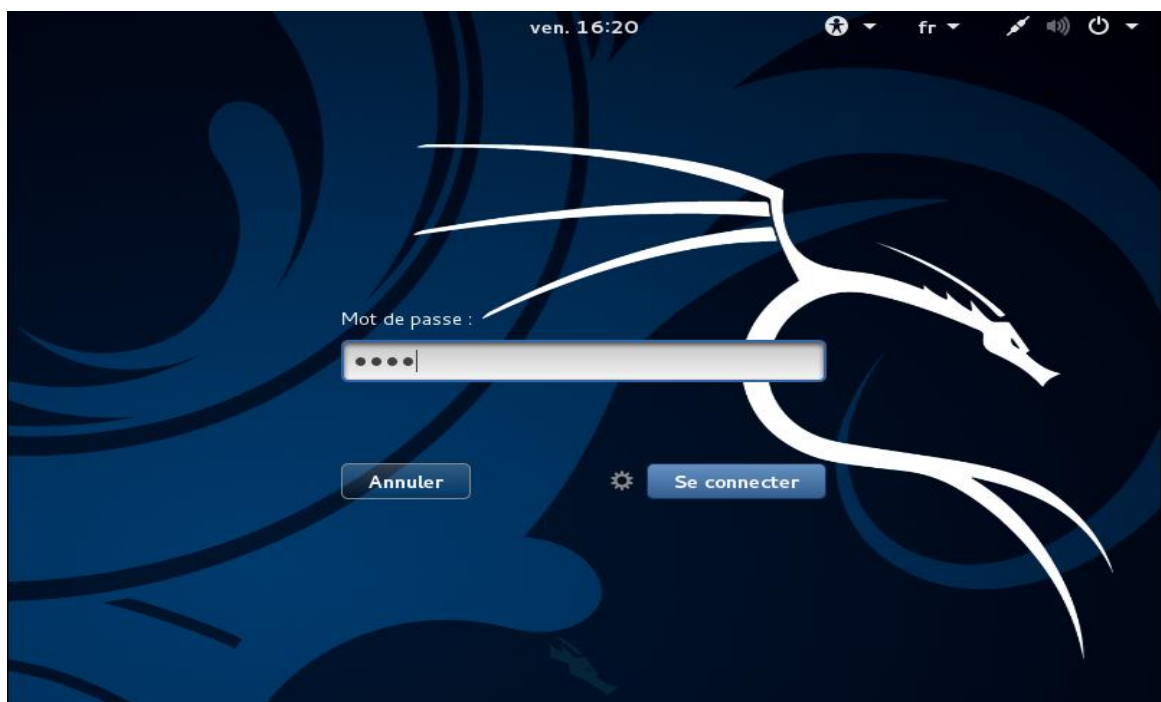 ven. 16:20
fr
Mot de passe :
Annuler
Se connecter